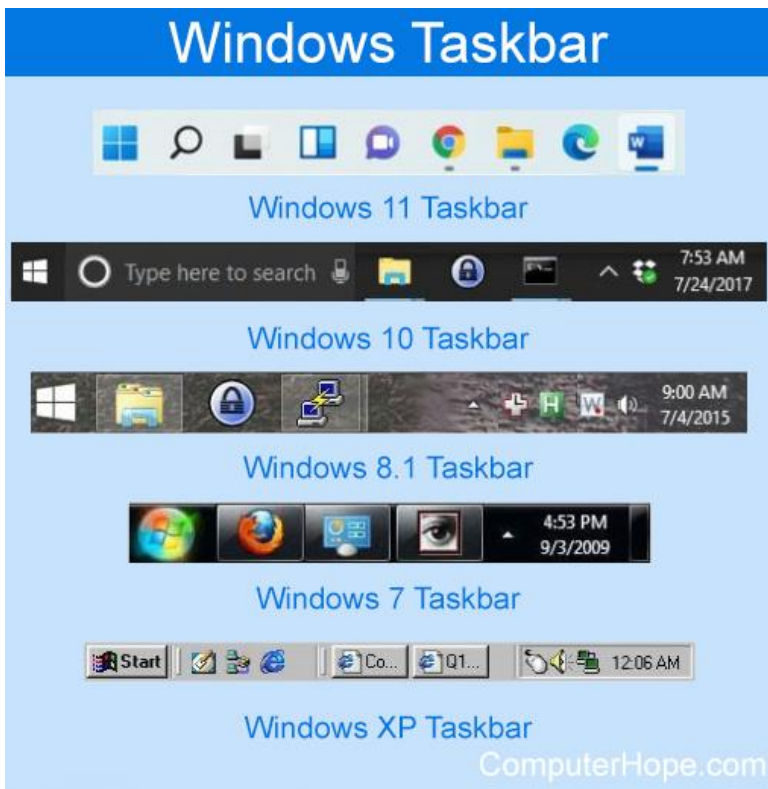 Windows Taskbar
W
Windows 11 Taskbar
Type here to search
7:53 AM
7/24/2017
Windows 10 Taskbar
H
W
9:00 AM
7/4/2015
Windows 8.1 Taskbar
4:53 PM
9/3/2009
Windows 7 Taskbar
Start
Co...
Q1...
12:06 AM
Windows XP Taskbar
ComputerHope.com